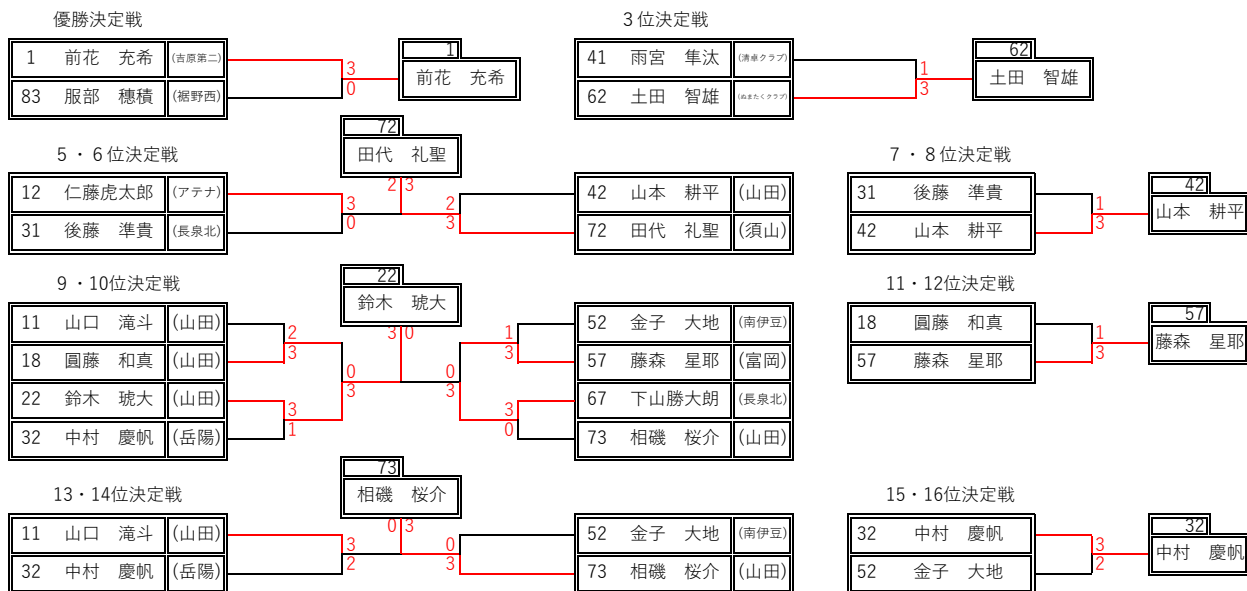 優勝決定戦
3位決定戦
1 前花 充希 (吉原第二)
83 服部 穂積 (裾野西)
3
0
1
前花 充希
41 雨宮 隼汰 (清卓クラブ)
62 土田 智雄 (ぬまたくクラブ)
1
3
62
土田 智雄
5・6位決定戦
7・8位決定戦
72
田代 礼聖
2 3
12 仁藤虎太郎 (アテナ)
31 後藤 準貴 (長泉北)
3
0
2
3
42 山本 耕平 (山田)
72 田代 礼聖 (須山)
31 後藤 準貴
42 山本 耕平
1
3
42
山本 耕平
9・10位決定戦
11・12位決定戦
22
鈴木 琥大
3 0
11 山口 滝斗 (山田)
18 圓藤 和真 (山田)
22 鈴木 琥大 (山田)
32 中村 慶帆 (岳陽)
2
3
3
1
0
3
0
3
1
3
3
0
52 金子 大地 (南伊豆)
57 藤森 星耶 (富岡)
67 下山勝大朗 (長泉北)
73 相磯 桜介 (山田)
18 圓藤 和真
57 藤森 星耶
1
3
57
藤森 星耶
13・14位決定戦
15・16位決定戦
73
相磯 桜介
0 3
11 山口 滝斗 (山田)
32 中村 慶帆 (岳陽)
3
2
0
3
52 金子 大地 (南伊豆)
73 相磯 桜介 (山田)
32 中村 慶帆
52 金子 大地
3
2
32
中村 慶帆